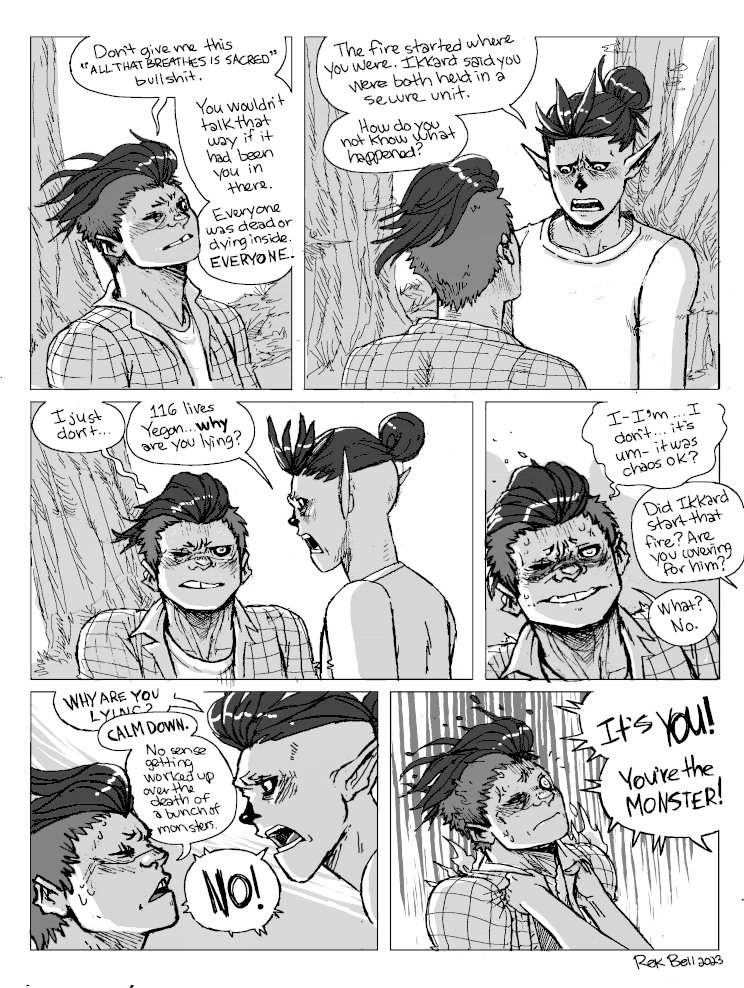 Don't give me this
"ALL THAT BREATHES IS SACRED"
bullshit.
You wouldn't
talk that
way if it
had been
you in
there.
Everyone
was dead or
dying inside.
EVERYONE.
The fire started where
you were. Ikkard said you
were both held in a
secure unit.
How do you
not know what
happened?
I just
don't...
116 lives
Yegan... why
are you lying?
I-I'm...I
don't... it's
um- it was
chaos ok?
Did Ikkard
start that
fire? Are
you covering
for him?
What?
No.
WHY ARE YOU
LYING?
CALM DOWN.
No sense
getting
worked up
over the
death of
a bunch of
monsters.
NO!
It's YOU!
You're the
MONSTER!
Rek Bell 2023